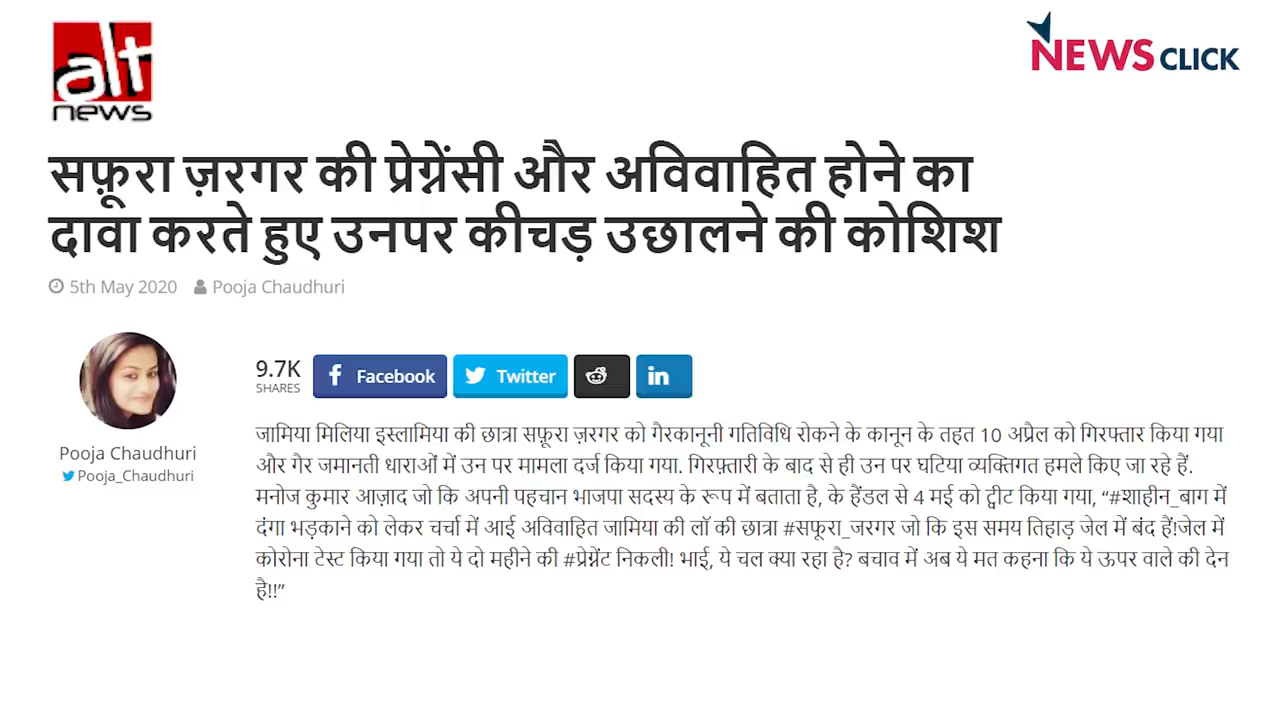 alt
news
NEWS CLICK
सफ़ूरा ज़रगर की प्रेग्नेंसी और अविवाहित होने का
दावा करते हुए उनपर कीचड़ उछालने की कोशिश
5th May 2020 Pooja Chaudhuri
9.7K
SHARES
Facebook
Twitter
in
Pooja Chaudhuri
Pooja_Chaudhuri
जामिया मिलिया इस्लामिया की छात्रा सफ़ूरा ज़रगर को गैरकानूनी गतिविधि रोकने के कानून के तहत 10 अप्रैल को गिरफ्तार किया गया
और गैर जमानती धाराओं में उन पर मामला दर्ज किया गया. गिरफ़्तारी के बाद से ही उन पर घटिया व्यक्तिगत हमले किए जा रहे हैं.
मनोज कुमार आज़ाद जो कि अपनी पहचान भाजपा सदस्य के रूप में बताता है, के हैंडल से 4 मई को ट्वीट किया गया, “#शाहीन_बाग में
दंगा भड़काने को लेकर चर्चा में आई अविवाहित जामिया की लॉ की छात्रा #सफूरा_जरगर जो कि इस समय तिहाड़ जेल में बंद हैं!जेल में
कोरोना टेस्ट किया गया तो ये दो महीने की #प्रेग्नेंट निकली! भाई, ये चल क्या रहा है? बचाव में अब ये मत कहना कि ये ऊपर वाले की देन
है!!”